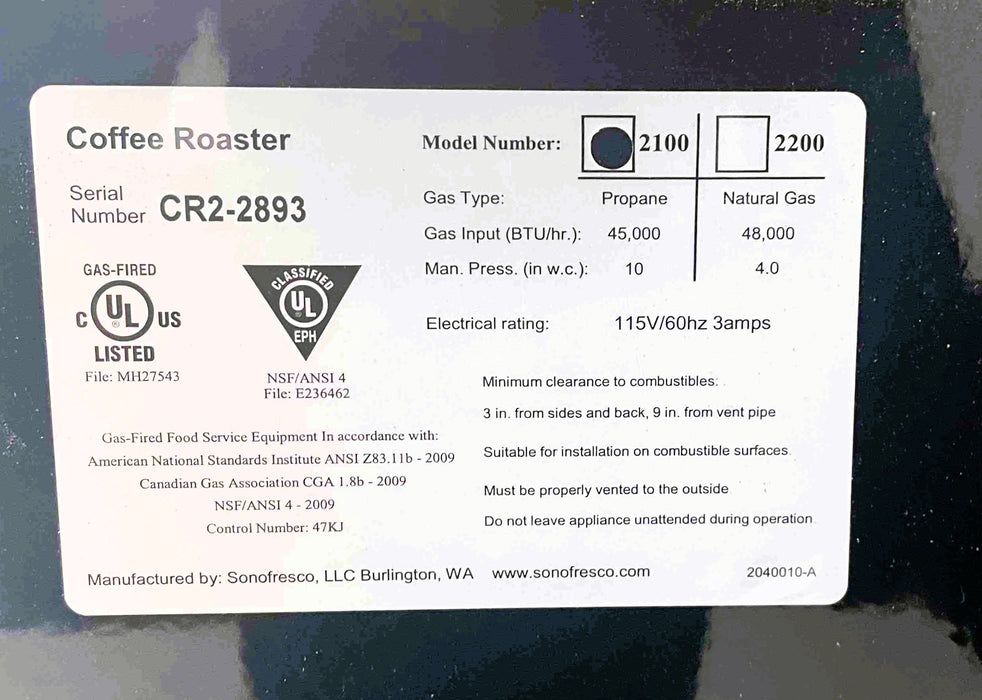 Coffee Roaster
Serial
Number CR2-2893
GAS-FIRED
C UL ® US
LISTED
File: MH27543
CLASSIFIED
UL
®
EPH
NSF/ANSI 4
File: E236462
Gas-Fired Food Service Equipment In accordance with:
American National Standards Institute ANSI Z83.11b - 2009
Canadian Gas Association CGA 1.8b - 2009
NSF/ANSI 4 - 2009
Control Number: 47KJ
Model Number: 2100 2200
Gas Type: Propane Natural Gas
Gas Input (BTU/hr.): 45,000 48,000
Man. Press. (in w.c.): 10 4.0
Electrical rating: 115V/60hz 3amps
Minimum clearance to combustibles:
3 in. from sides and back, 9 in. from vent pipe
Suitable for installation on combustible surfaces
Must be properly vented to the outside
Do not leave appliance unattended during operation
Manufactured by: Sonofresco, LLC Burlington, WA www.sonofresco.com 2040010-A